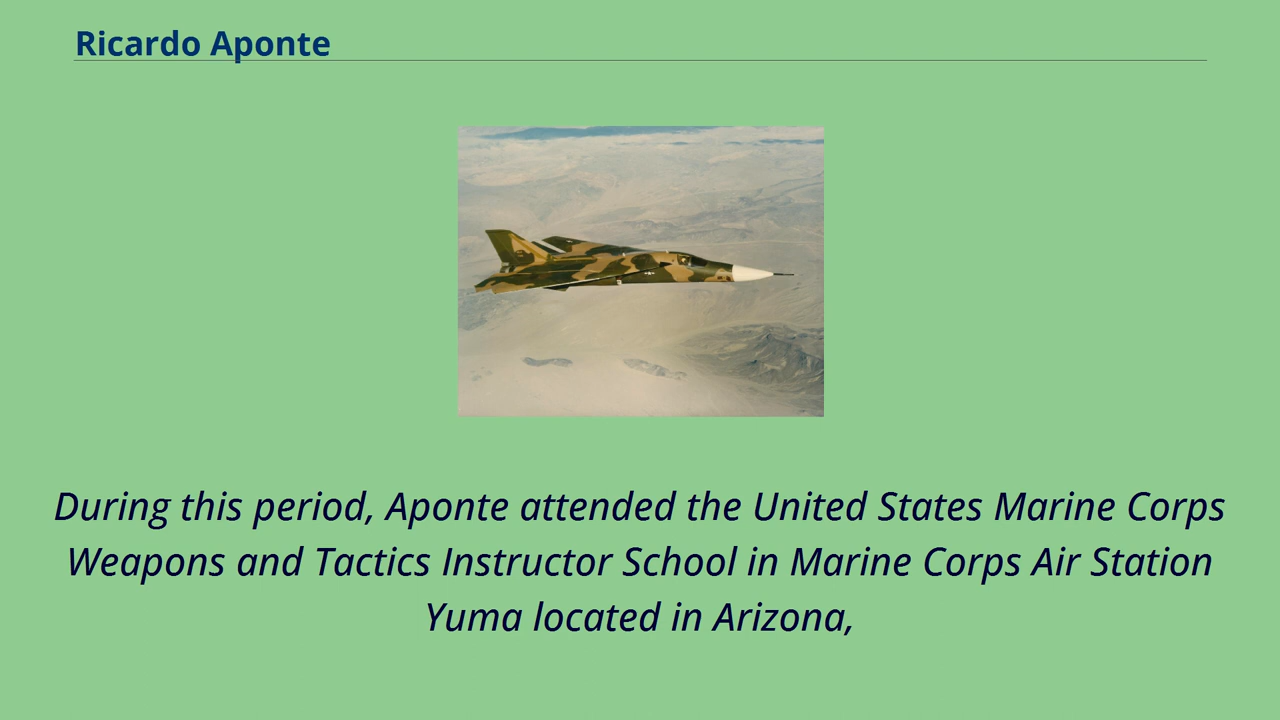 Ricardo Aponte
During this period, Aponte attended the United States Marine Corps
Weapons and Tactics Instructor School in Marine Corps Air Station
Yuma located in Arizona,